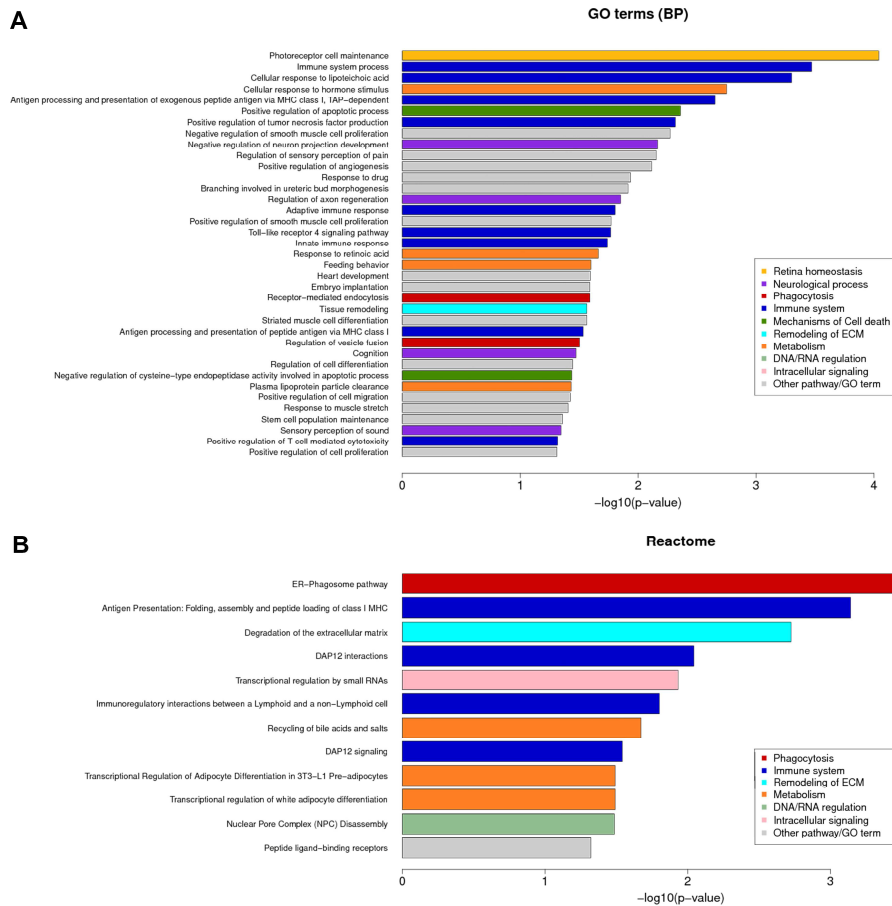 A
GO terms (BP)
Photoreceptor cell maintenance
Immune system process
Cellular response to lipoteichoic acid
Cellular response to hormone stimulus
Antigen processing and presentation of exogenous peptide antigen via MHC class I, TAP−dependent
Positive regulation of apoptotic process
Positive regulation of tumor necrosis factor production
Negative regulation of smooth muscle cell proliferation
Negative regulation of neuron projection development
Regulation of sensory perception of pain
Positive regulation of angiogenesis
Response to drug
Branching involved in ureteric bud morphogenesis
Regulation of axon regeneration
Adaptive immune response
Positive regulation of smooth muscle cell proliferation
Toll−like receptor 4 signaling pathway
Innate immune response
Response to retinoic acid
Feeding behavior
Heart development
Embryo implantation
Receptor−mediated endocytosis
Tissue remodeling
Striated muscle cell differentiation
Antigen processing and presentation of peptide antigen via MHC class I
Regulation of vesicle fusion
Cognition
Regulation of cell differentiation
Negative regulation of cysteine−type endopeptidase activity involved in apoptotic process
Plasma lipoprotein particle clearance
Positive regulation of cell migration
Response to muscle stretch
Stem cell population maintenance
Sensory perception of sound
Positive regulation of T cell mediated cytotoxicity
Positive regulation of cell proliferation
Retina homeostasis
Neurological process
Phagocytosis
Immune system
Mechanisms of Cell death
Remodeling of ECM
Metabolism
DNA/RNA regulation
Intracellular signaling
Other pathway/GO term
0 1 2 3 4
−log10(p−value)
B
Reactome
ER−Phagosome pathway
Antigen Presentation: Folding, assembly and peptide loading of class I MHC
Degradation of the extracellular matrix
DAP12 interactions
Transcriptional regulation by small RNAs
Immunoregulatory interactions between a Lymphoid and a non−Lymphoid cell
Recycling of bile acids and salts
DAP12 signaling
Transcriptional Regulation of Adipocyte Differentiation in 3T3−L1 Pre−adipocytes
Transcriptional regulation of white adipocyte differentiation
Nuclear Pore Complex (NPC) Disassembly
Peptide ligand−binding receptors
Phagocytosis
Immune system
Remodeling of ECM
Metabolism
DNA/RNA regulation
Intracellular signaling
Other pathway/GO term
0 1 2 3
−log10(p−value)